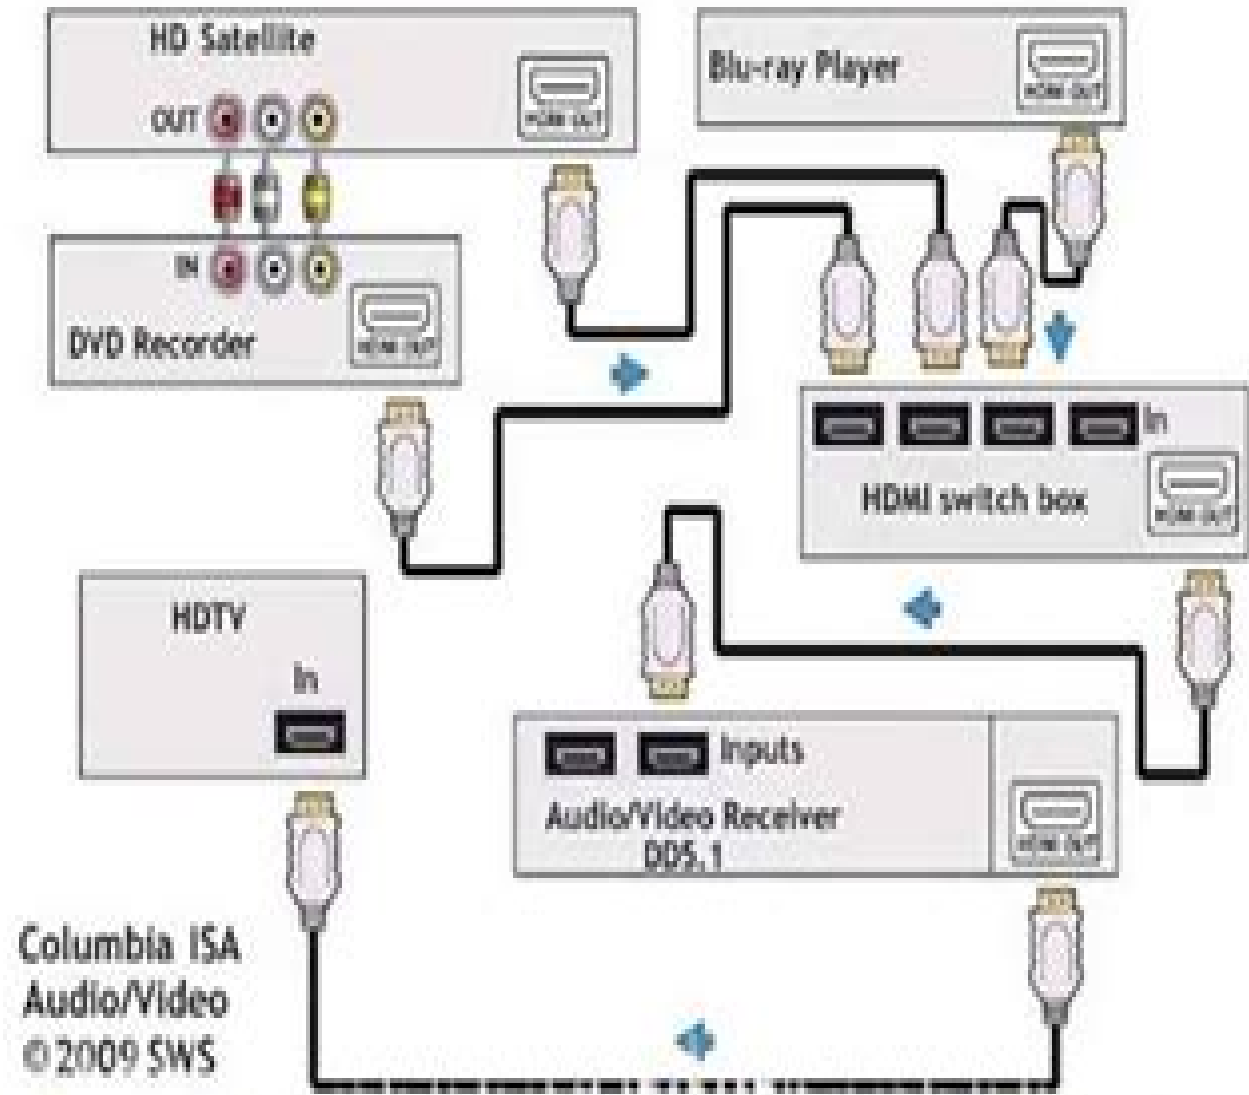 HD Satellite
OUT
HDMI OUT
Blu-ray Player
HDMI OUT
IN
DVD Recorder
HDMI OUT
In
HDMI switch box
HDMI OUT
HDTV
In
Inputs
Audio/Video Receiver
DD5.1
HDMI OUT
Columbia ISA
Audio/Video
©2009 SWS